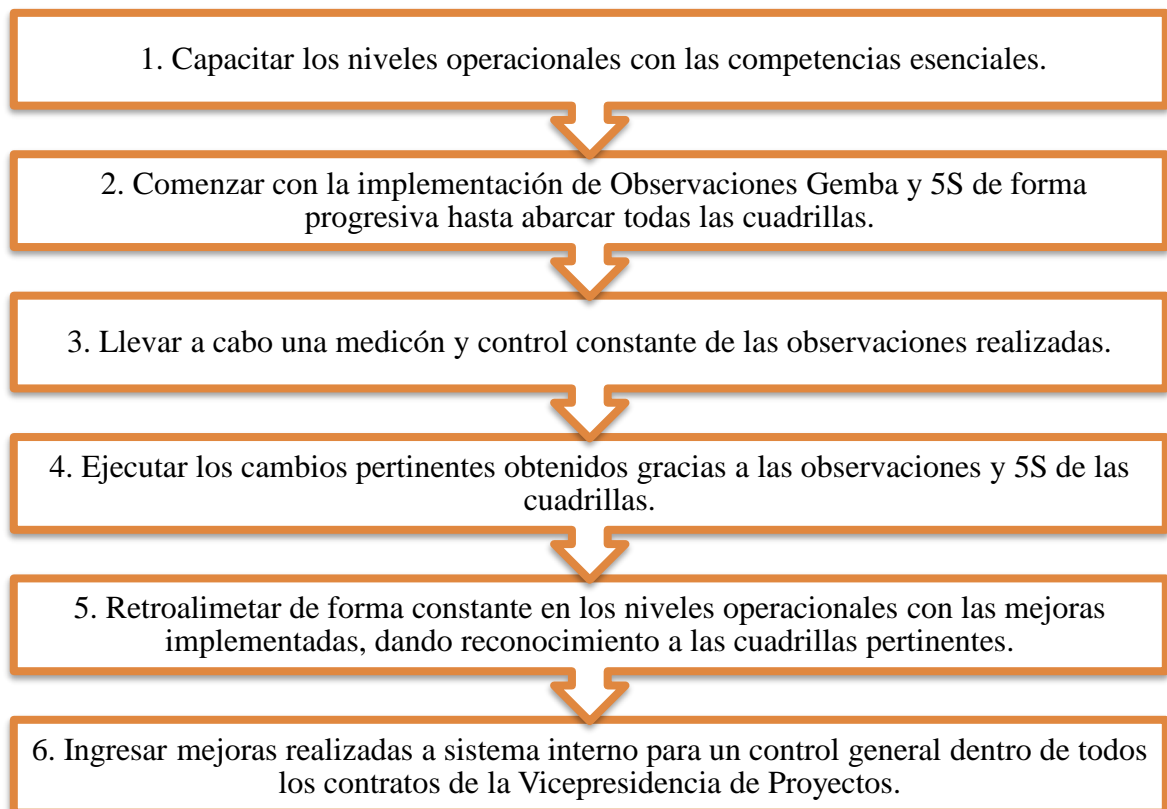 1. Capacitar los niveles operacionales con las competencias esenciales.
2. Comenzar con la implementación de Observaciones Gemba y 5S de forma
progresiva hasta abarcar todas las cuadrillas.
3. Llevar a cabo una medicón y control constante de las observaciones realizadas.
4. Ejecutar los cambios pertinentes obtenidos gracias a las observaciones y 5S de las
cuadrillas.
5. Retroalimetar de forma constante en los niveles operacionales con las mejoras
implementadas, dando reconocimiento a las cuadrillas pertinentes.
6. Ingresar mejoras realizadas a sistema interno para un control general dentro de todos
los contratos de la Vicepresidencia de Proyectos.